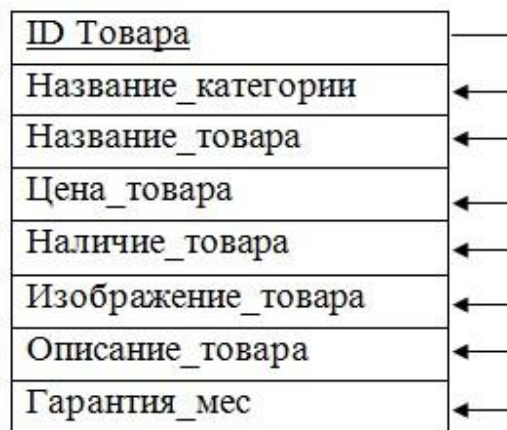 ID Товара
Название_категории
Название_товара
Цена_товара
Наличие_товара
Изображение_товара
Описание_товара
Гарантия_мес